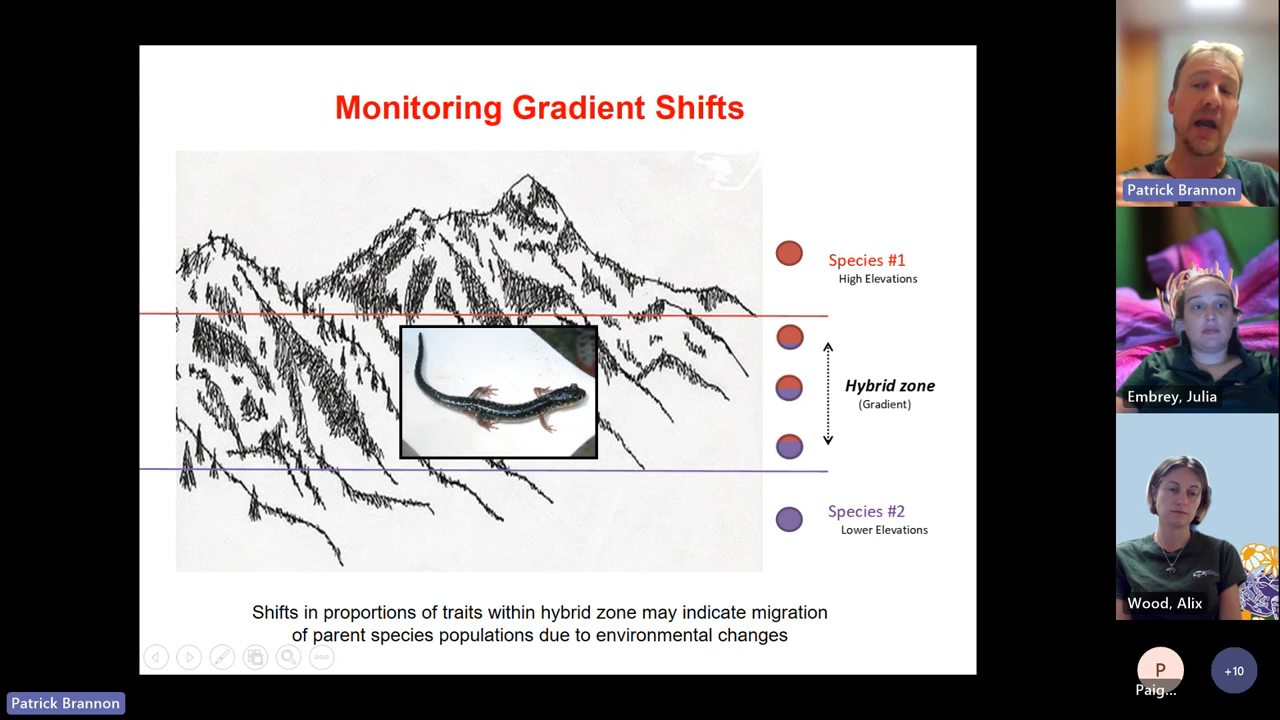 Monitoring Gradient Shifts
Species #1
High Elevations
Hybrid zone
(Gradient)
Species #2
Lower Elevations
Shifts in proportions of traits within hybrid zone may indicate migration
of parent species populations due to environmental changes
Patrick Brannon
Patrick Brannon
Embrey, Julia
Wood, Alix
P
Paig...
+10